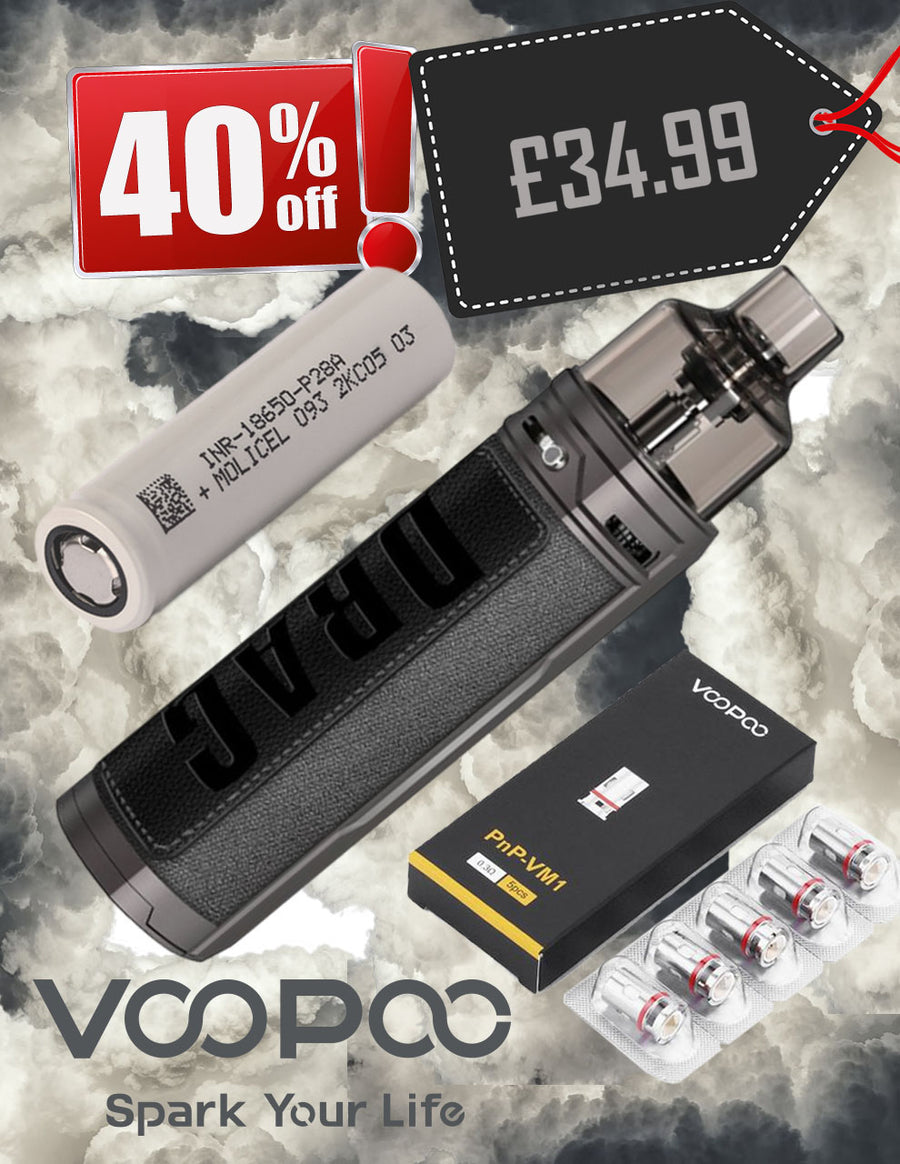 40%
off
£34.99
INR-18650-P28A
+ MOLICEL 093 2KC05 03
DRAG
VOOPOO
PnP-VM1
0.3Ω 5pcs
VOOPOO
Spark Your Life